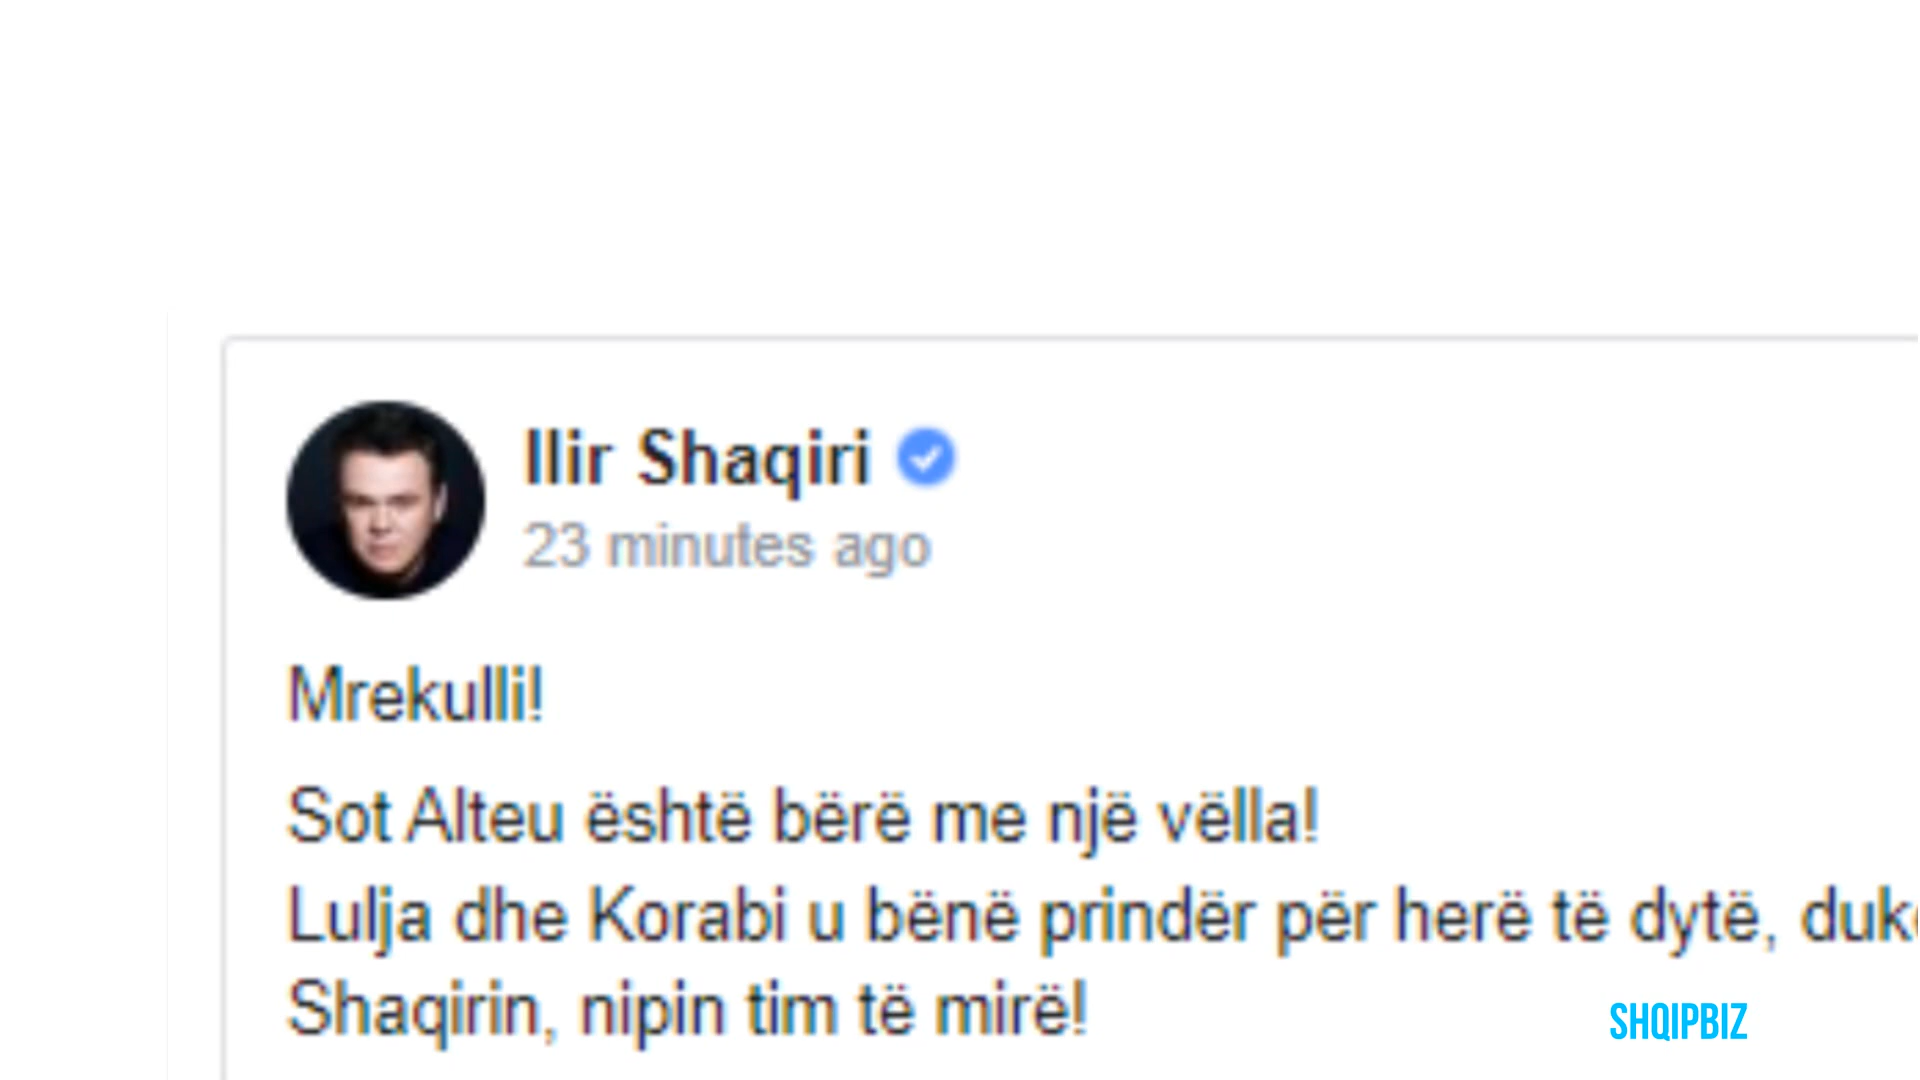 Ilir Shaqiri
23 minutes ago
Mrekulli!
Sot Alteu është bërë me një vëlla!
Lulja dhe Korabi u bënë prindër për herë të dytë,
Shaqirin, nipin tim të mirë!
SHQIPBIZ